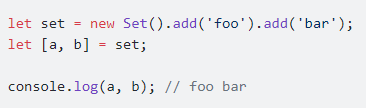 let set = new Set().add('foo').add('bar');
let [a, b] = set;
console.log(a, b); // foo bar